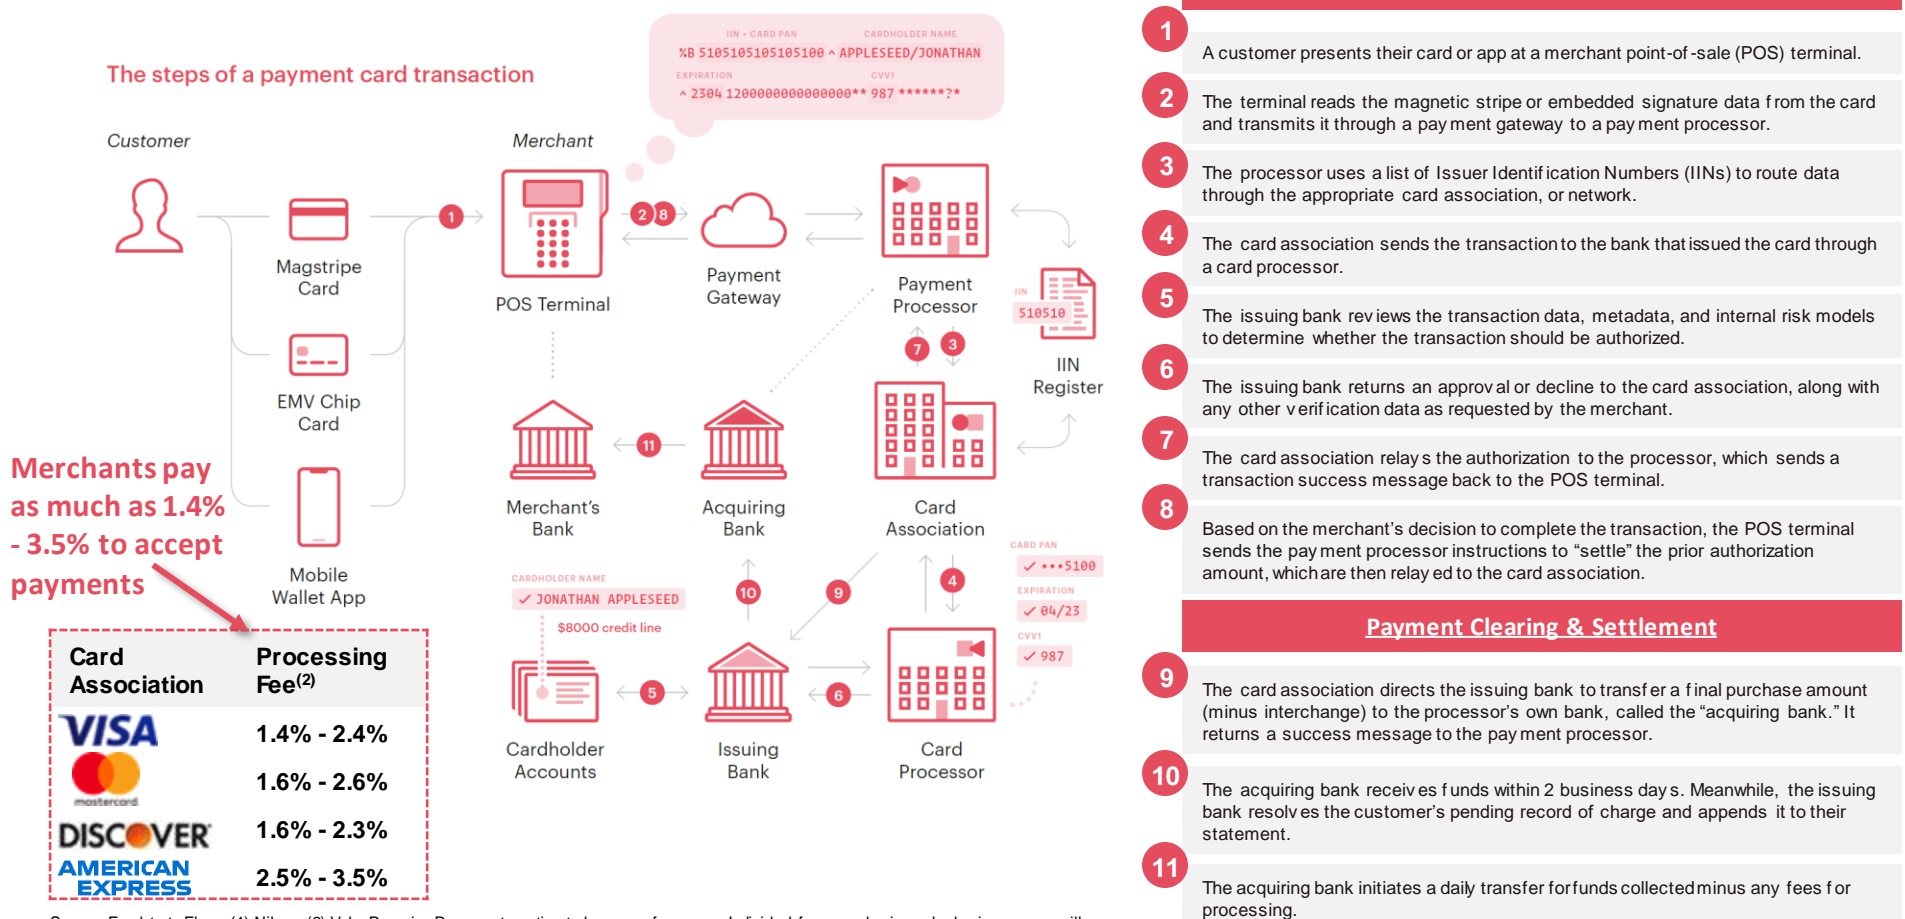 The steps of a payment card transaction
IIN + CARD PAN
CARDHOLDER NAME
%B 5105105105105100 ^ APPLESEED/JONATHAN
EXPIRATION
CVV1
^ 2304 1200000000000000** 987 ******?*
Customer
Merchant
Magstripe
Card
EMV Chip
Card
Mobile
Wallet App
1
POS Terminal
2
8
Payment
Gateway
Payment
Processor
IIN
510510
IIN
Register
7
3
Merchant's
Bank
11
Acquiring
Bank
Card
Association
CARDHOLDER NAME
✓ JONATHAN APPLESEED
$8000 credit line
10
9
4
CARD PAN
✓ •••5100
EXPIRATION
✓ 04/23
CVV1
✓ 987
5
6
Cardholder
Accounts
Issuing
Bank
Card
Processor
Merchants pay
as much as 1.4%
- 3.5% to accept
payments
Card
Association
Processing
Fee(2)
VISA
1.4% - 2.4%
mastercard
1.6% - 2.6%
DISCOVER
1.6% - 2.3%
AMERICAN
EXPRESS
2.5% - 3.5%
1
A customer presents their card or app at a merchant point-of-sale (POS) terminal.
2
The terminal reads the magnetic stripe or embedded signature data from the card
and transmits it through a payment gateway to a payment processor.
3
The processor uses a list of Issuer Identification Numbers (IINs) to route data
through the appropriate card association, or network.
4
The card association sends the transaction to the bank that issued the card through
a card processor.
5
The issuing bank reviews the transaction data, metadata, and internal risk models
to determine whether the transaction should be authorized.
6
The issuing bank returns an approval or decline to the card association, along with
any other verification data as requested by the merchant.
7
The card association relays the authorization to the processor, which sends a
transaction success message back to the POS terminal.
8
Based on the merchant's decision to complete the transaction, the POS terminal
sends the payment processor instructions to “settle” the prior authorization
amount, which are then relayed to the card association.
Payment Clearing & Settlement
9
The card association directs the issuing bank to transfer a final purchase amount
(minus interchange) to the processor's own bank, called the “acquiring bank.” It
returns a success message to the payment processor.
10
The acquiring bank receives funds within 2 business days. Meanwhile, the issuing
bank resolves the customer's pending record of charge and appends it to their
statement.
11
The acquiring bank initiates a daily transfer for funds collected minus any fees for
processing.